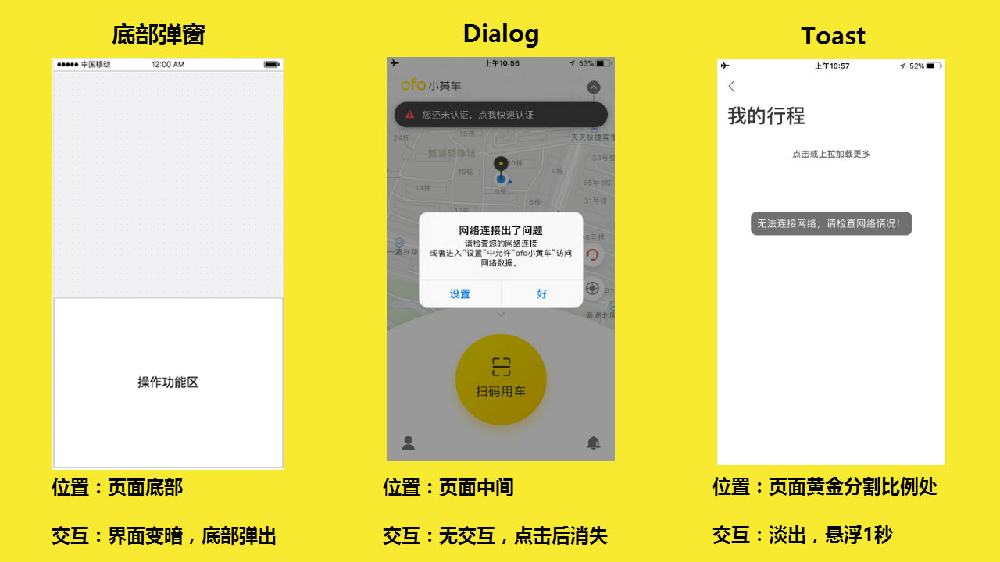 底部弹窗
中国移动 12:00 AM
操作功能区
位置：页面底部
交互：界面变暗，底部弹出
Dialog
上午10:56 53%
ofo 小黄车
您还未认证，点我快速认证
24栋
16栋
天天快捷宾馆
新湖明珠城
10栋
33号楼
15栋
4栋
14栋
9栋
65甲3栋
6栋
31号楼
网络连接出了问题
请检查您的网络连接
或者进入“设置”中允许“ofo小黄车”访问
网络数据。
设置 好
一路兴华
新湖北国
扫码用车
位置：页面中间
交互：无交互，点击后消失
Toast
上午10:57 52%
我的行程
点击或上拉加载更多
无法连接网络，请检查网络情况！
位置：页面黄金分割比例处
交互：淡出，悬浮1秒